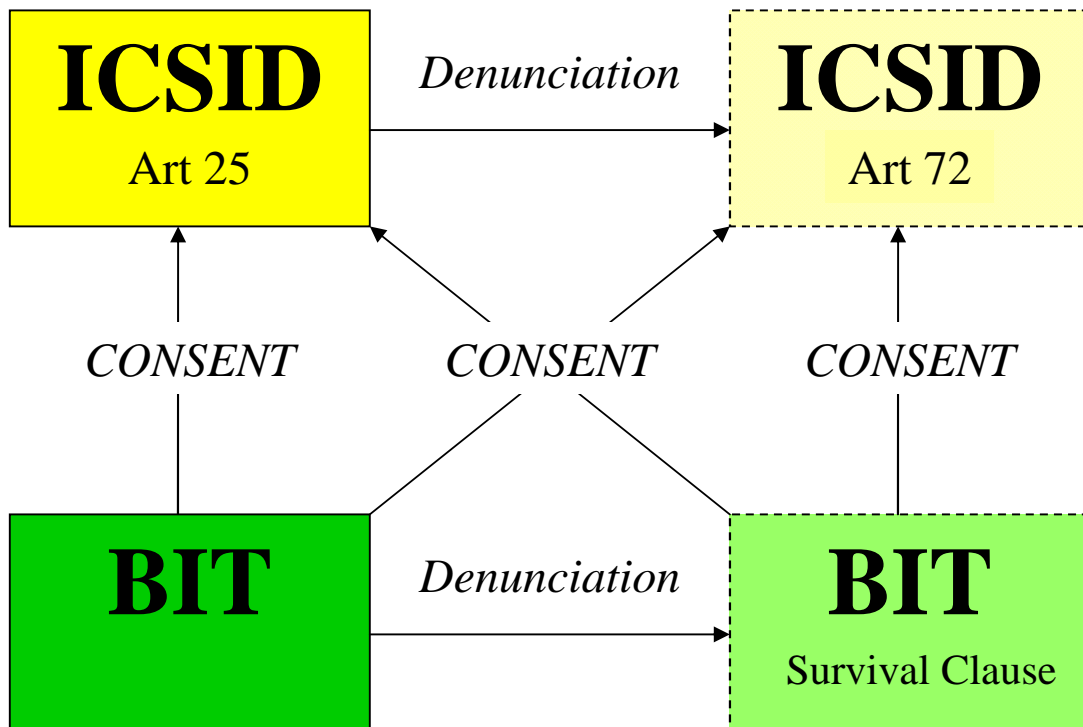 ICSID
Art 25
Denunciation
ICSID
Art 72
CONSENT
CONSENT
CONSENT
BIT
Denunciation
BIT
Survival Clause